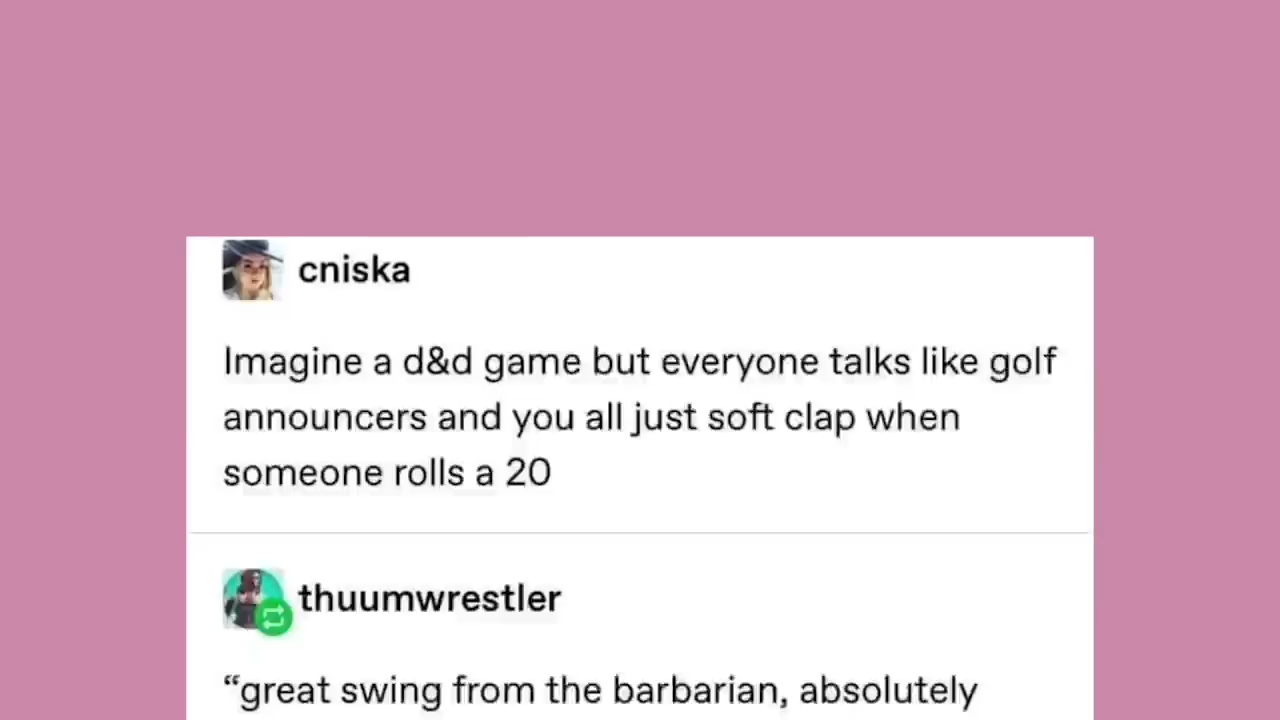 cniska
Imagine a d&d game but everyone talks like golf
announcers and you all just soft clap when
someone rolls a 20
thuumwrestler
“great swing from the barbarian, absolutely